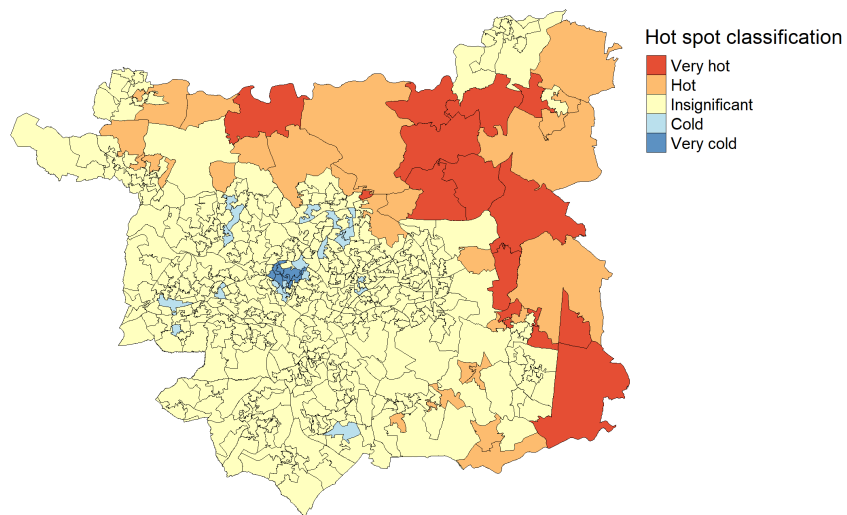 Hot spot classification
Very hot
Hot
Insignificant
Cold
Very cold